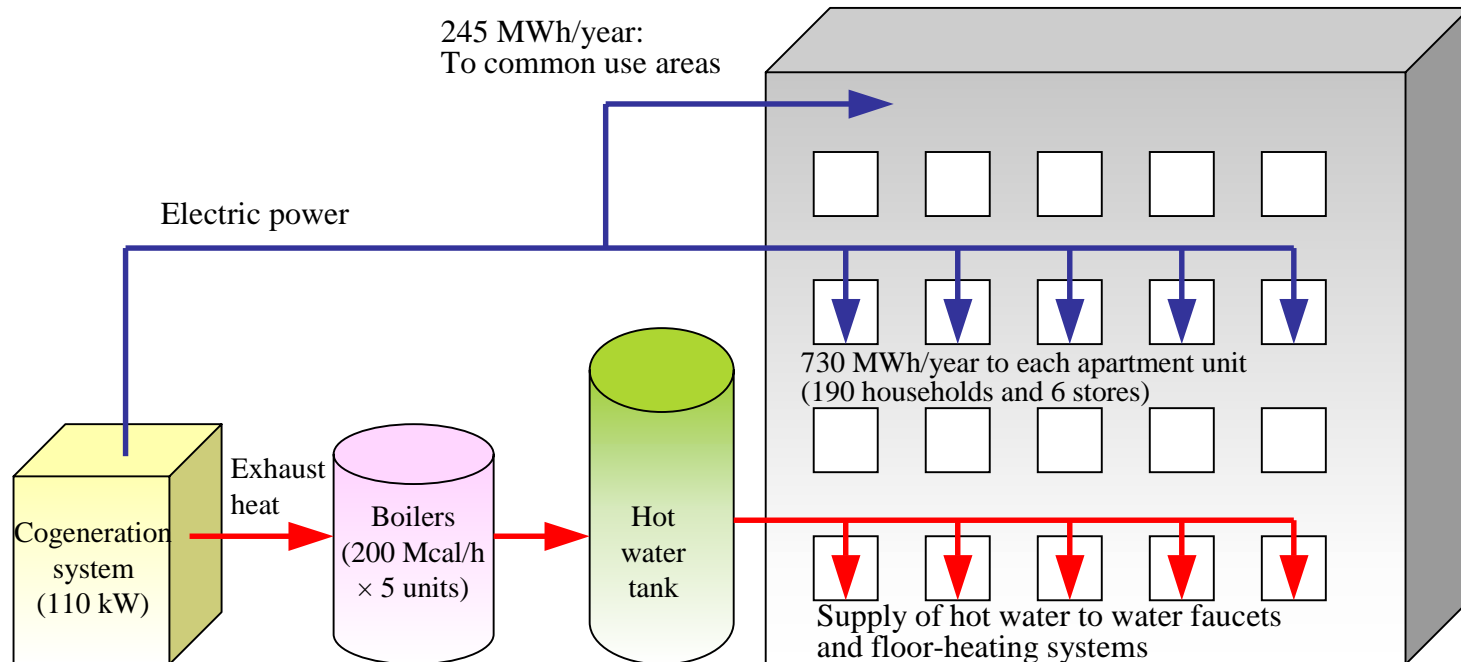 245 MWh/year:
To common use areas
Electric power
730 MWh/year to each apartment unit
(190 households and 6 stores)
Exhaust
heat
Cogeneration
system
(110 kW)
Boilers
(200 Mcal/h
× 5 units)
Hot
water
tank
Supply of hot water to water faucets
and floor-heating systems